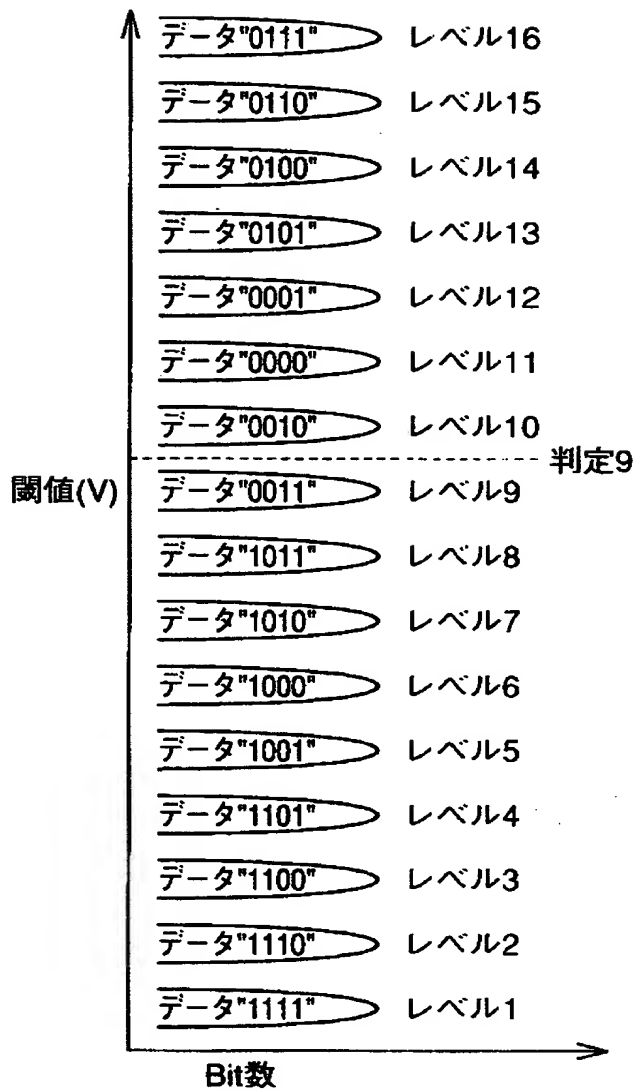 データ"0111" レベル16
データ"0110" レベル15
データ"0100" レベル14
データ"0101" レベル13
データ"0001" レベル12
データ"0000" レベル11
データ"0010" レベル10
判定9
閾値(V)
データ"0011" レベル9
データ"1011" レベル8
データ"1010" レベル7
データ"1000" レベル6
データ"1001" レベル5
データ"1101" レベル4
データ"1100" レベル3
データ"1110" レベル2
データ"1111" レベル1
Bit数